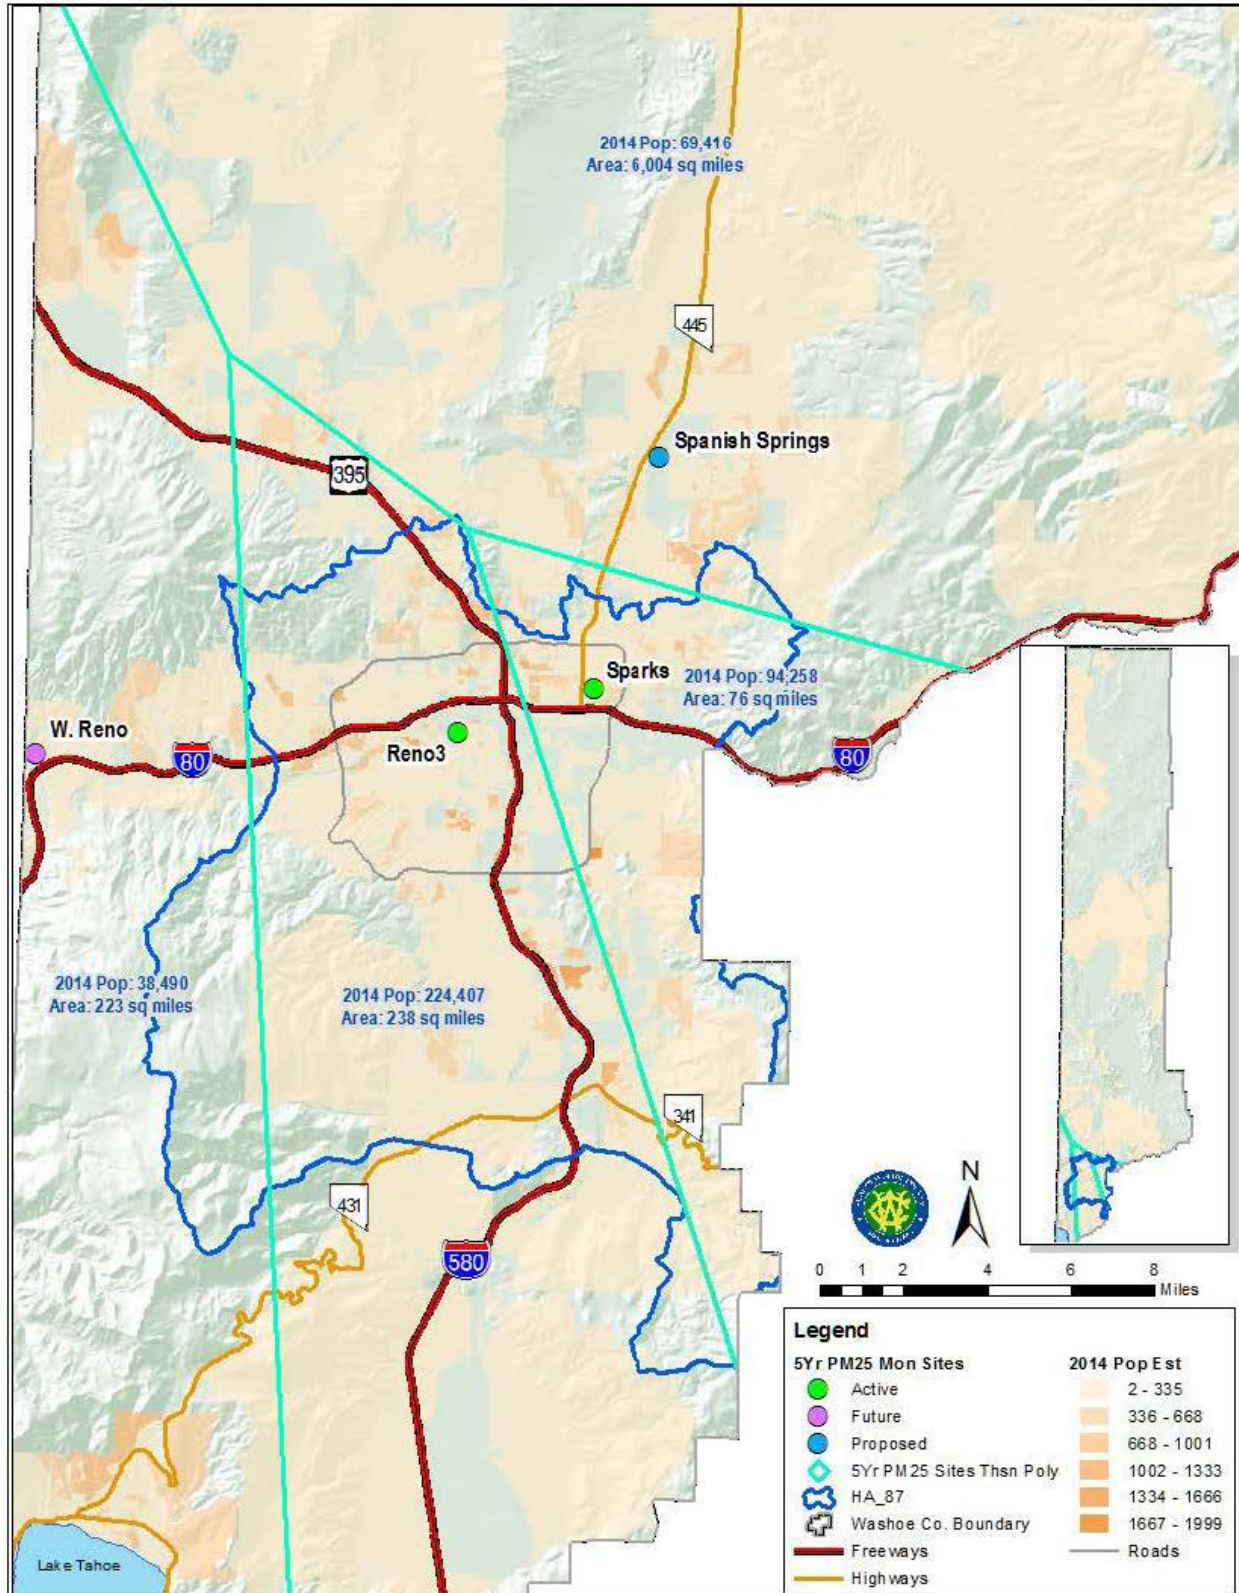 2014 Pop: 69,416
Area: 6,004 sq miles
445
Spanish Springs
395
Sparks
2014 Pop: 94,258
Area: 76 sq miles
W. Reno
80
Reno3
80
2014 Pop: 38,490
Area: 223 sq miles
2014 Pop: 224,407
Area: 238 sq miles
341
431
N
580
0 1 2 4 6 8
Miles
Lake Tahoe
Legend
5Yr PM25 Mon Sites
Active
Future
Proposed
5Yr PM25 Sites Thsn Poly
HA_87
Washoe Co. Boundary
Freeways
Highways
2014 Pop Est
2 - 335
336 - 668
668 - 1001
1002 - 1333
1334 - 1666
1667 - 1999
Roads